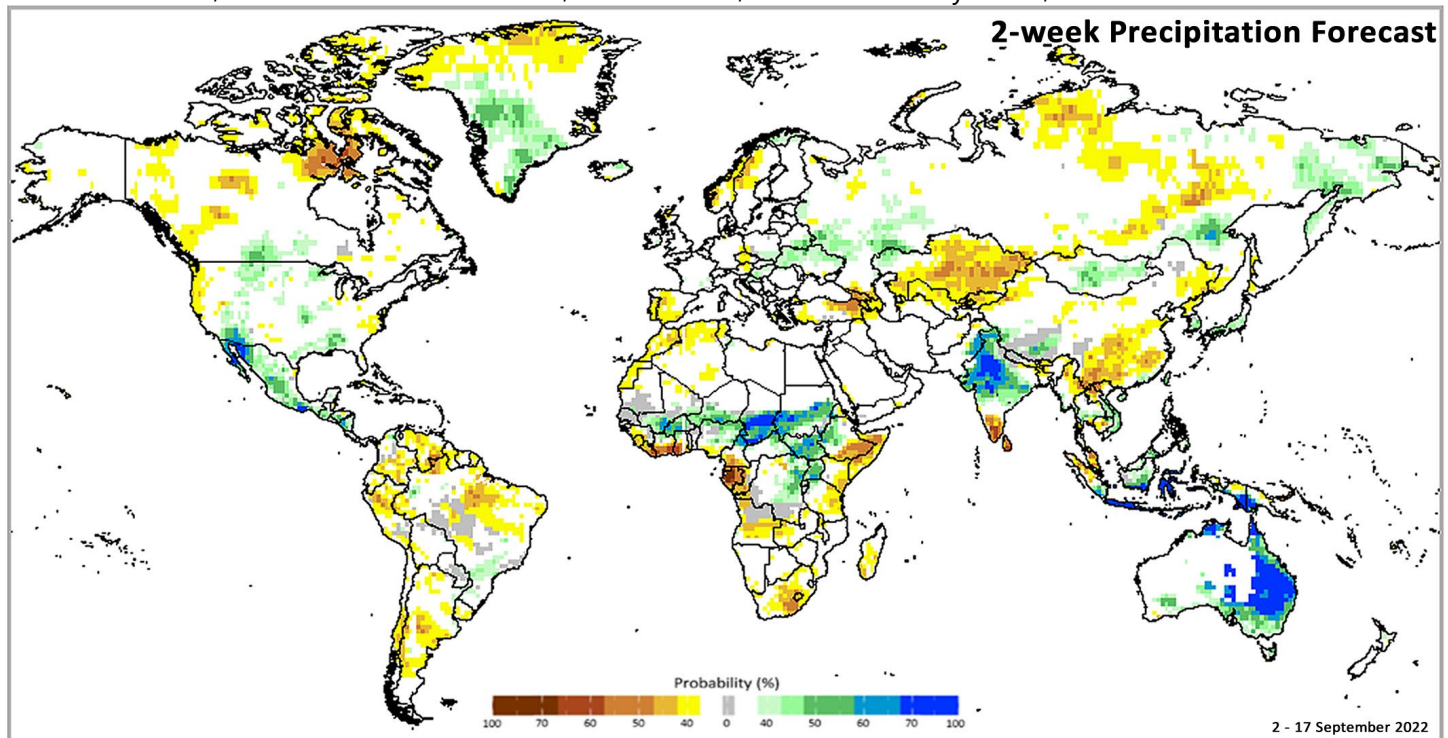 2-week Precipitation Forecast
Probability (%)
100 70 60 50 40 0 40 50 60 70 100
2 - 17 September 2022